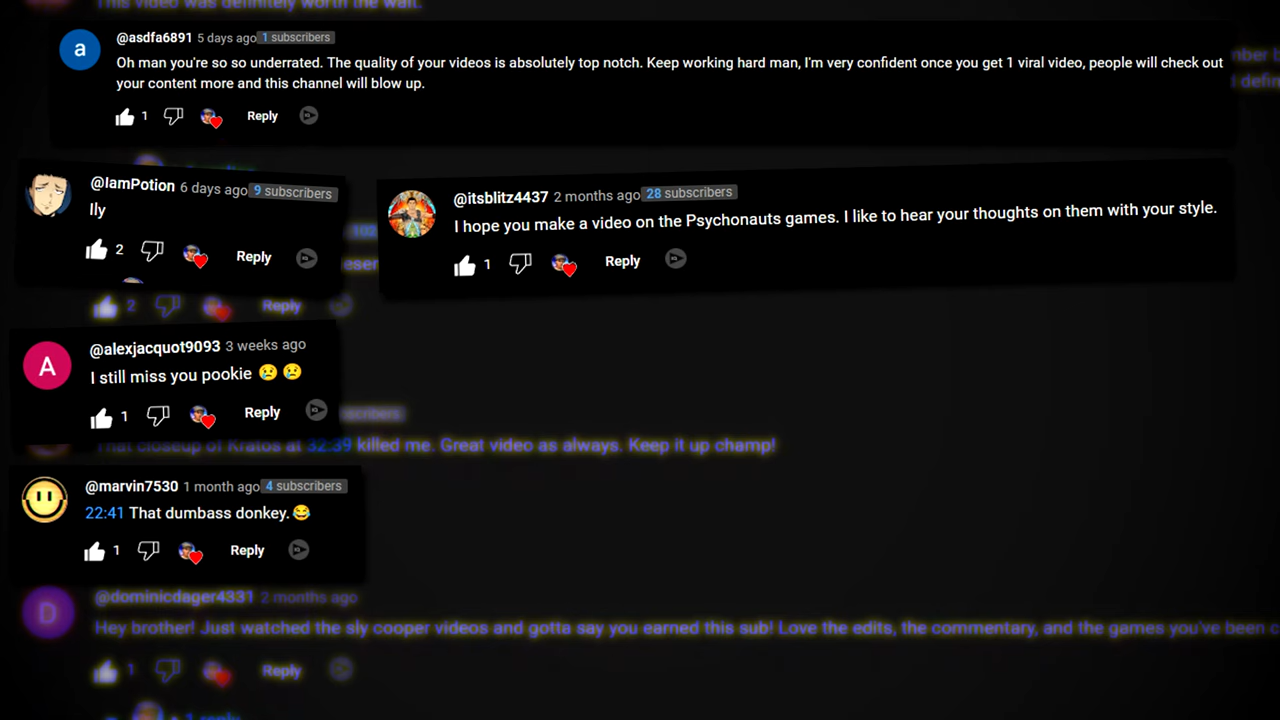 This video was definitely worth the wait.
@asdfa6891 5 days ago 1 subscribers
Oh man you're so so underrated. The quality of your videos is absolutely top notch. Keep working hard man, I'm very confident once you get 1 viral video, people will check out
your content more and this channel will blow up.
1 Reply
@IamPotion 6 days ago 9 subscribers
Ily
2 Reply
@itsblitz4437 2 months ago 28 subscribers
I hope you make a video on the Psychonauts games. I like to hear your thoughts on them with your style.
1 Reply
2 Reply
@alexjacquot9093 3 weeks ago
I still miss you pookie 😢 😢
1 Reply
That closeup of Kratos at 32:39 killed me. Great video as always. Keep it up champ!
@marvin7530 1 month ago 4 subscribers
22:41 That dumbass donkey. 😂
1 Reply
@dominicdager4331 2 months ago
Hey brother! Just watched the sly cooper videos and gotta say you earned this sub! Love the edits, the commentary, and the games you've been
1 Reply
1 reply